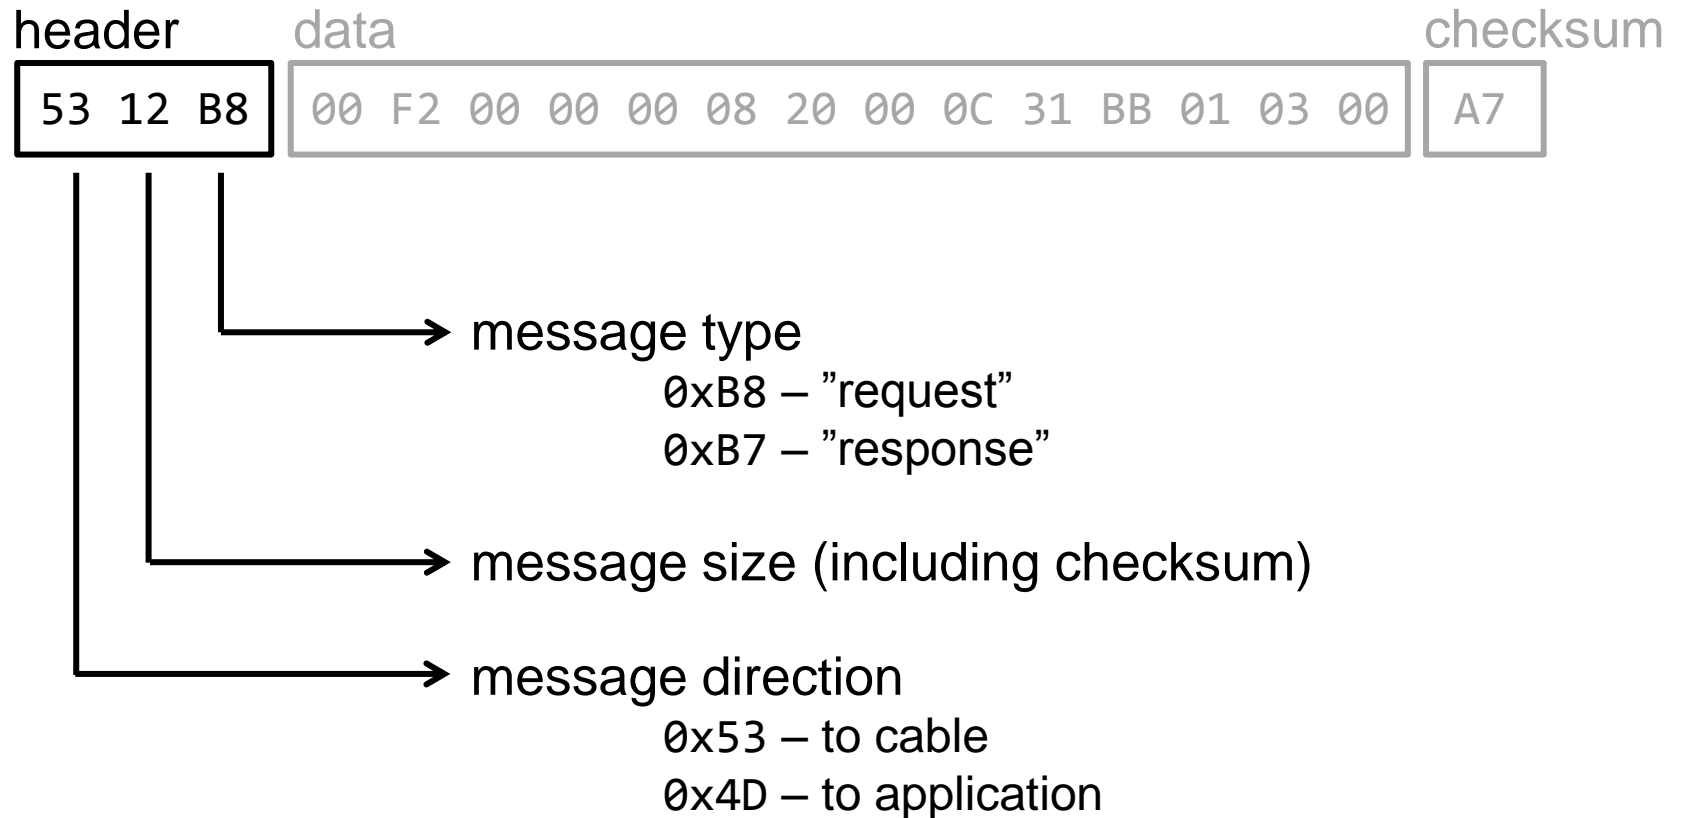 header data checksum
53 12 B8 00 F2 00 00 00 08 20 00 0C 31 BB 01 03 00 A7
message type
0xB8 – ”request”
0xB7 – ”response”
message size (including checksum)
message direction
0x53 – to cable
0x4D – to application